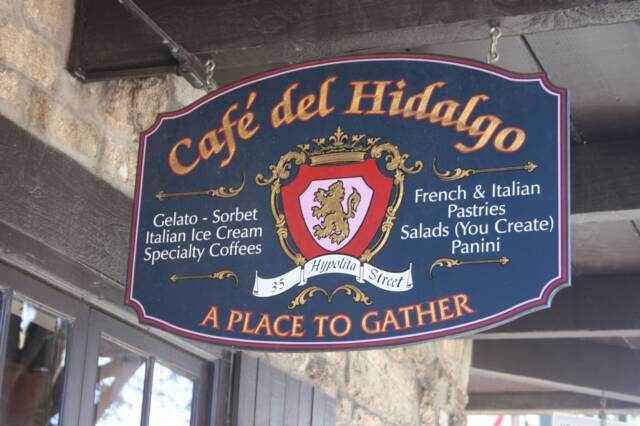 Café del Hidalgo
Gelato - Sorbet
Italian Ice Cream
Specialty Coffees
French & Italian
Pastries
Salads (You Create)
Panini
35 Hypolita Street
A PLACE TO GATHER